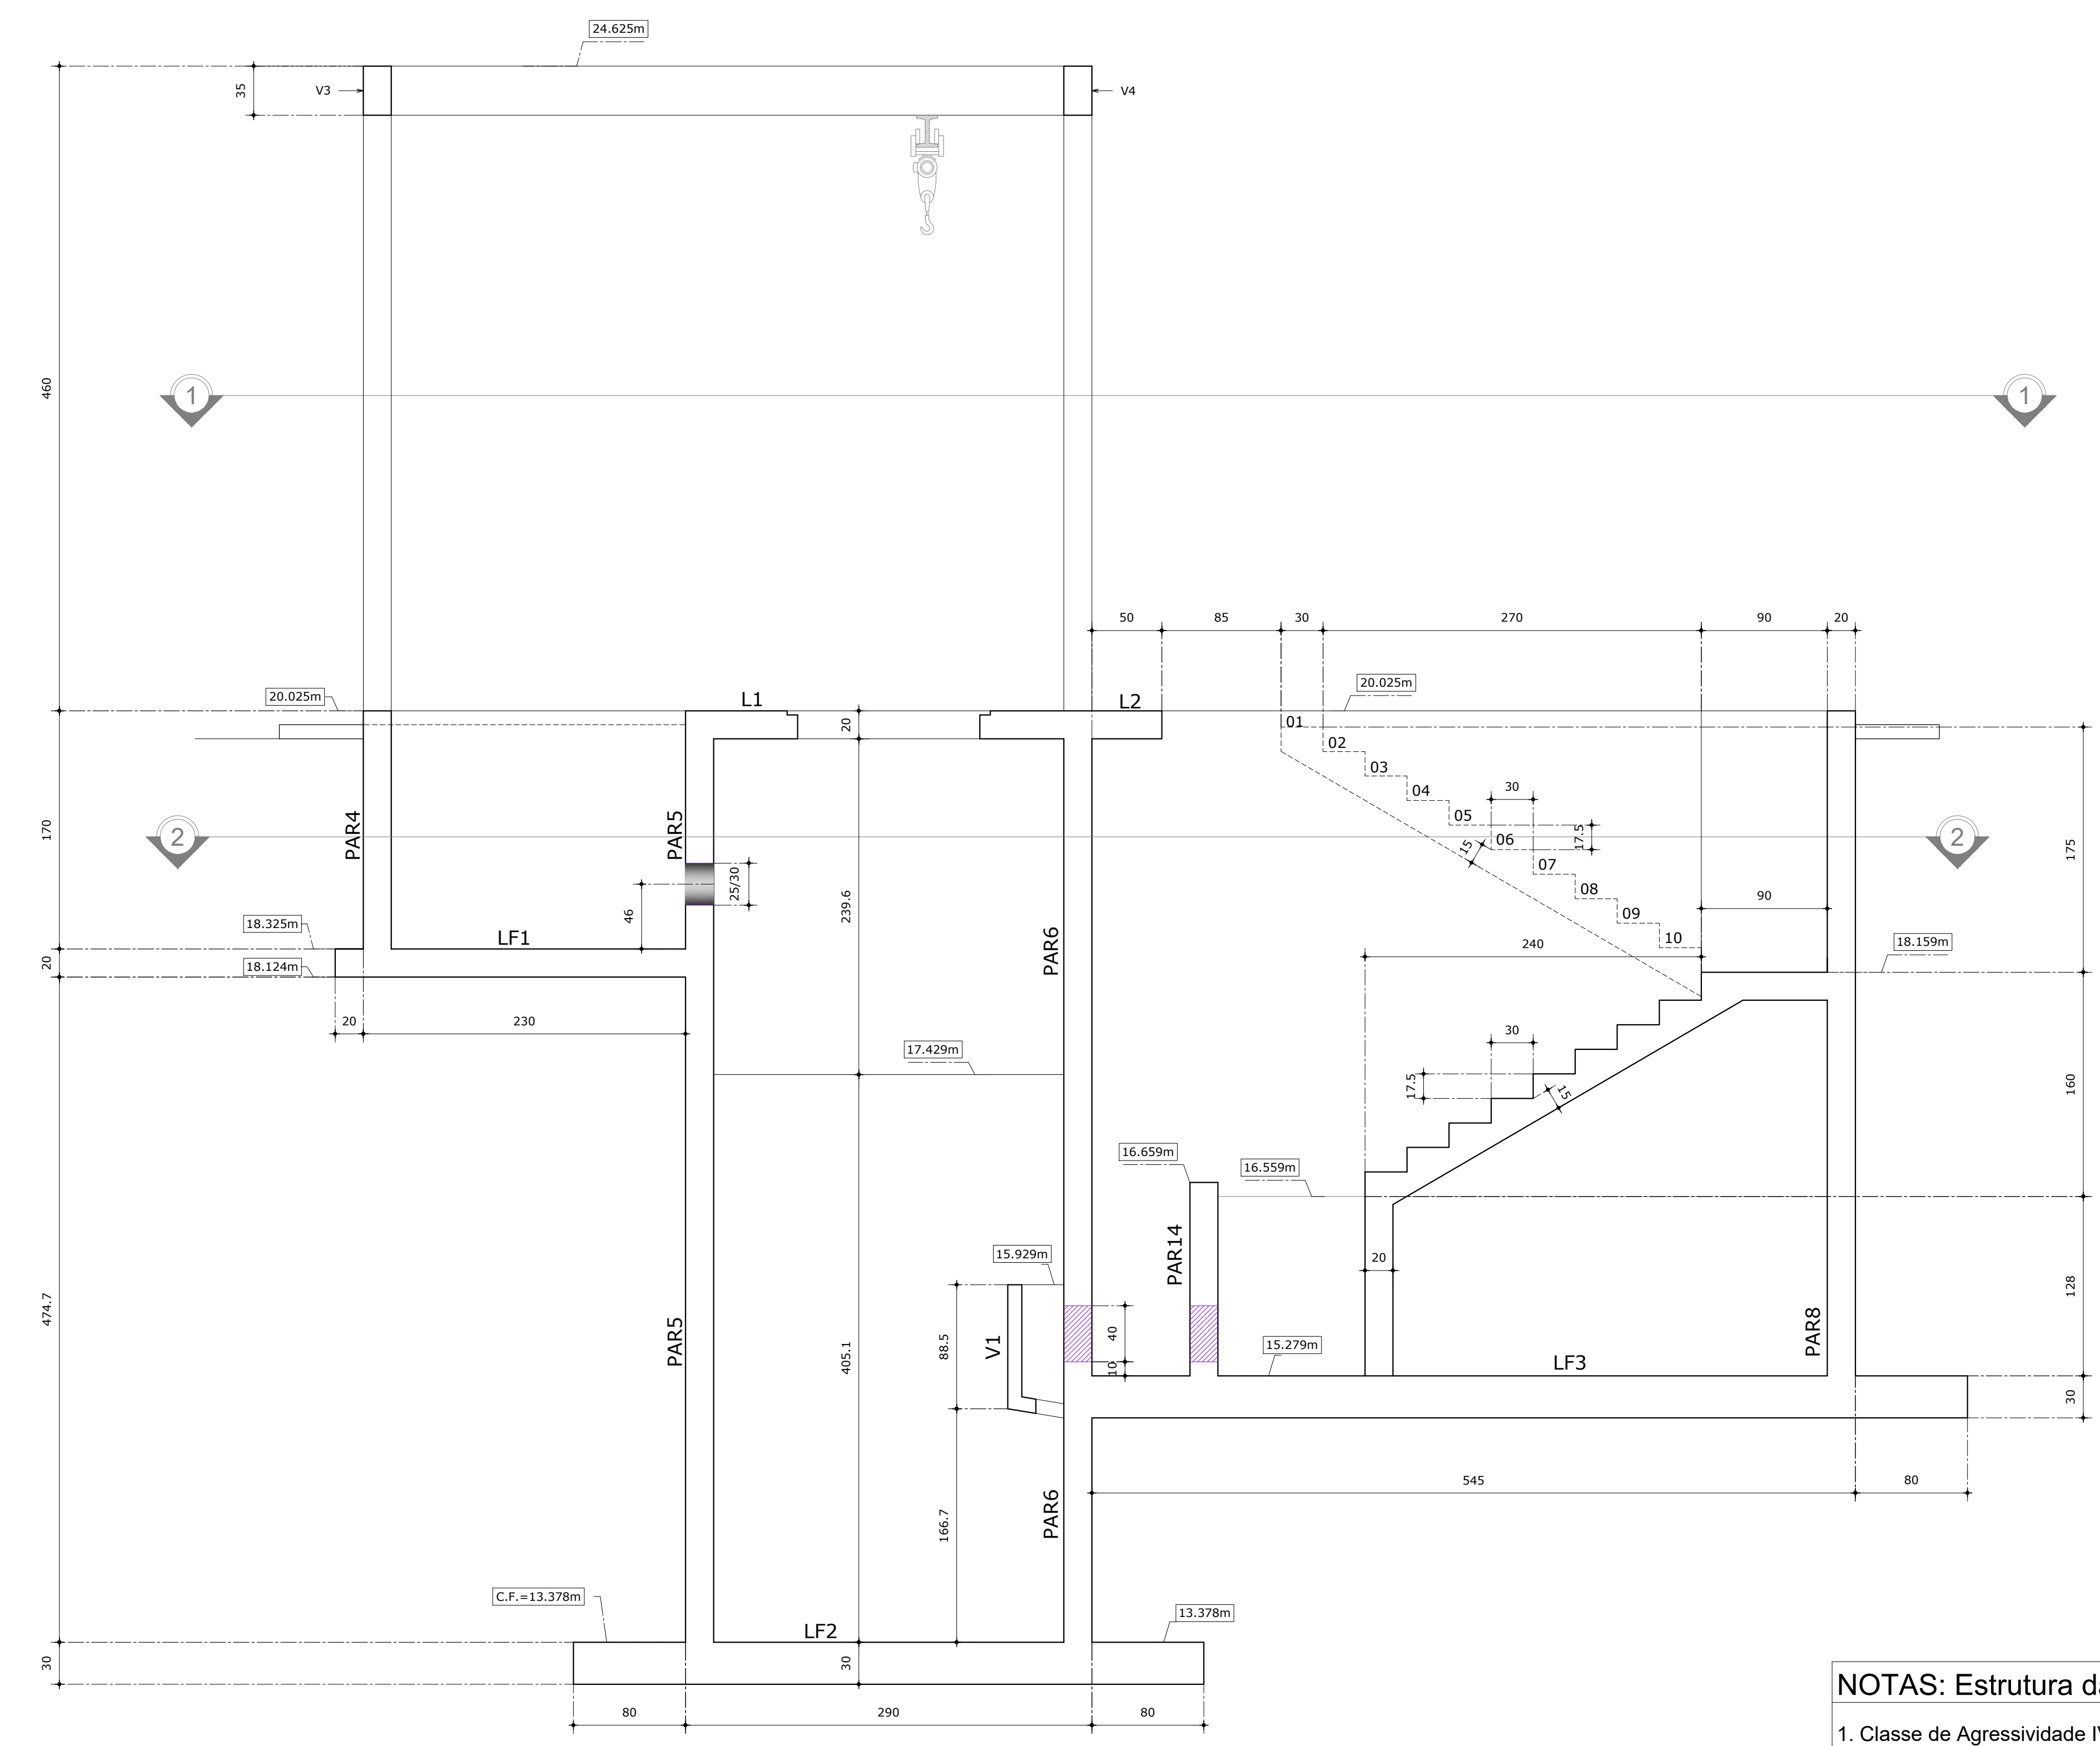 24.625m
35
V3
V4
460
1
1
50
85
30
270
90
20
20.025m
20.025m
L1
L2
20
01
02
03
04
05
06
07
08
09
10
30
17.5
15
2
2
170
PAR4
PAR5
25/30
46
239.6
PAR6
175
90
240
18.325m
LF1
18.159m
20
18.124m
20
230
17.429m
30
17.5
15
160
16.659m
16.559m
PAR14
20
15.929m
474.7
PAR5
V1
88.5
405.1
40
10
15.279m
LF3
PAR8
128
30
545
80
166.7
PAR6
C.F.=13.378m
13.378m
LF2
30
30
80
290
80
NOTAS: Estrutura d
1. Classe de Agressividade I